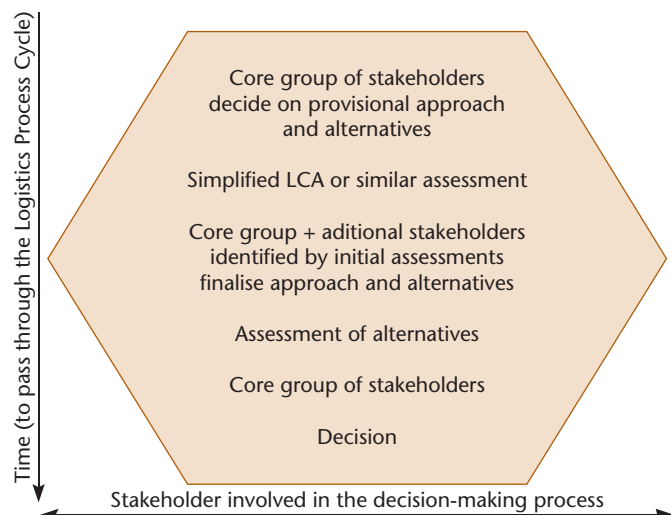 Time (to pass through the Logistics Process Cycle)
Core group of stakeholders
decide on provisional approach
and alternatives
Simplified LCA or similar assessment
Core group + aditional stakeholders
identified by initial assessments
finalise approach and alternatives
Assessment of alternatives
Core group of stakeholders
Decision
Stakeholder involved in the decision-making process